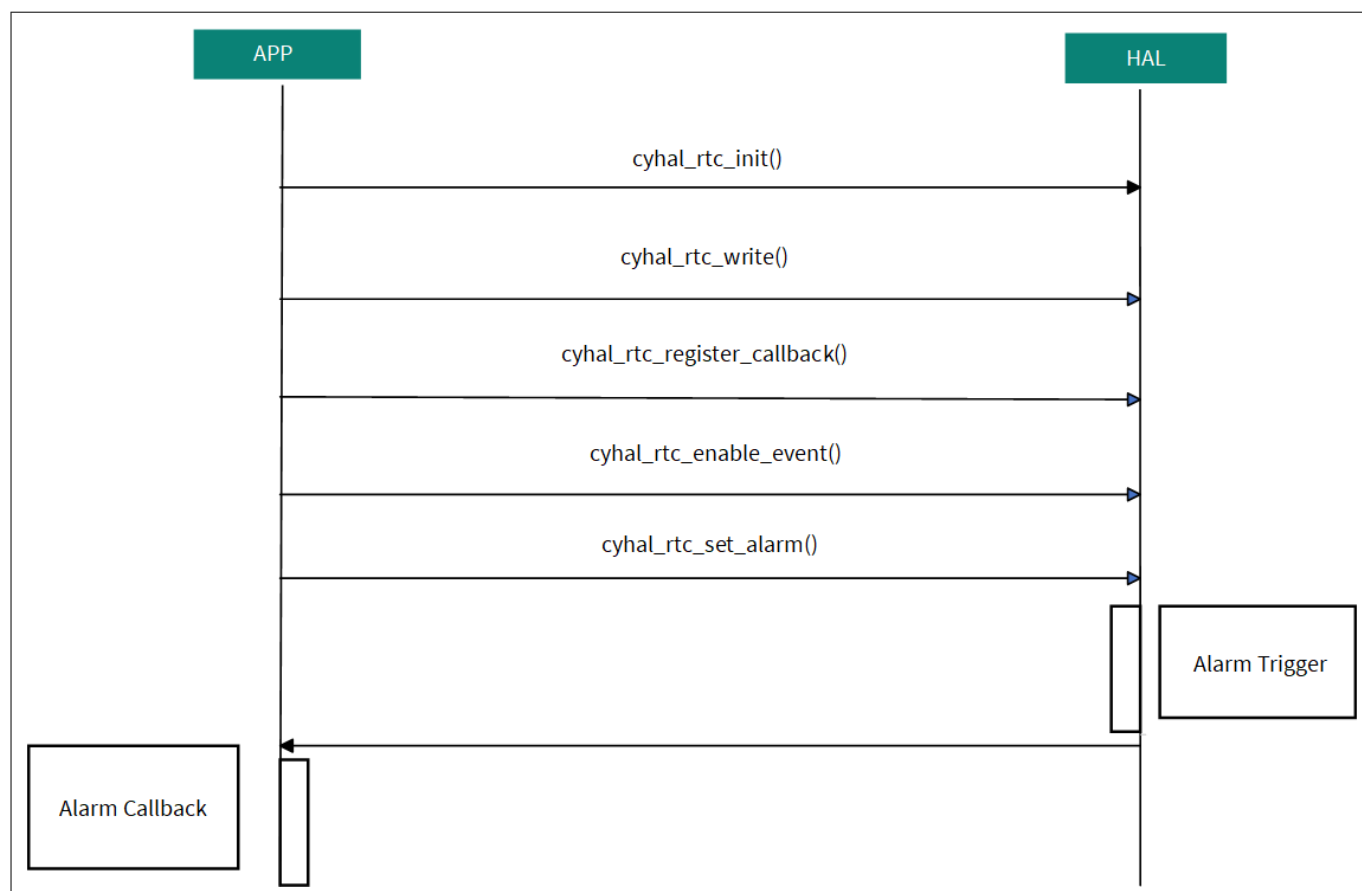 APP
HAL
cyhal_rtc_init()
cyhal_rtc_write()
cyhal_rtc_register_callback()
cyhal_rtc_enable_event()
cyhal_rtc_set_alarm()
Alarm Trigger
Alarm Callback